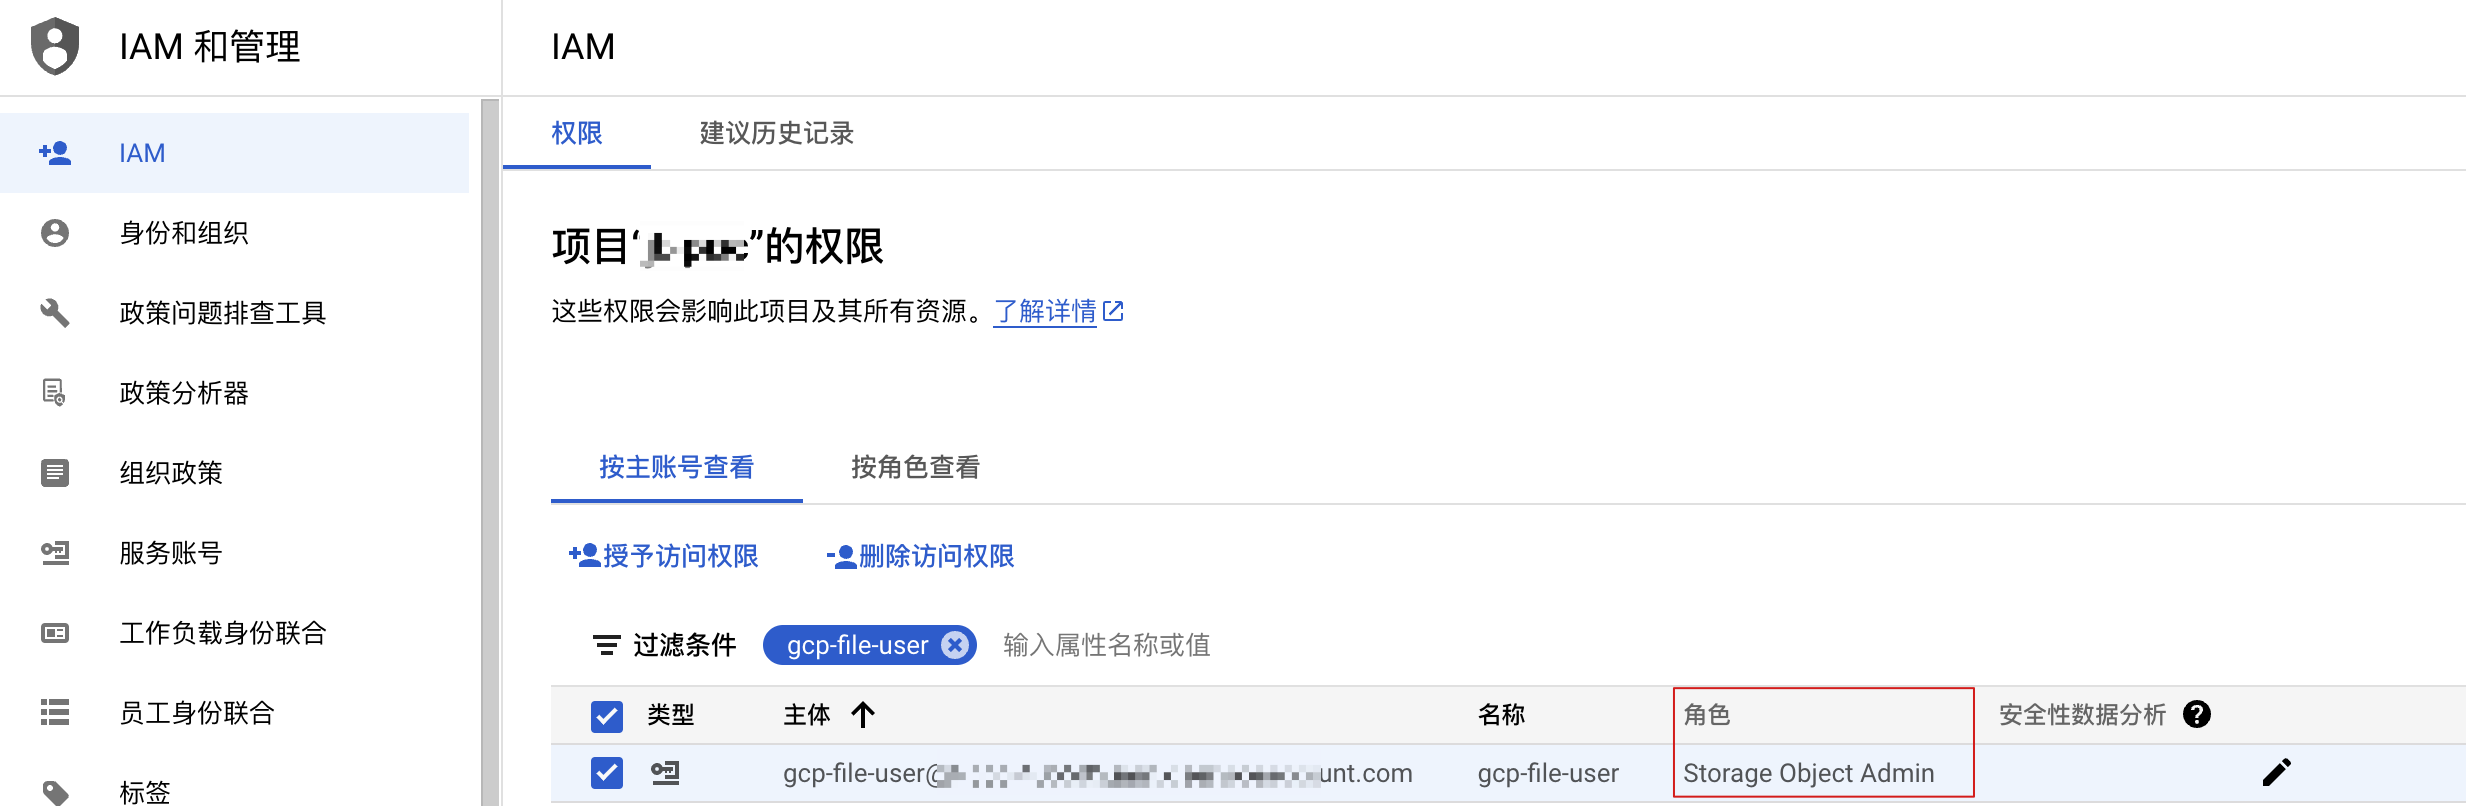 IAM 和管理
IAM
IAM
身份和组织
政策问题排查工具
政策分析器
组织政策
服务账号
工作负载身份联合
员工身份联合
标签
权限 建议历史记录
项目“”的权限
这些权限会影响此项目及其所有资源。了解详情
按主账号查看 按角色查看
授予访问权限 删除访问权限
过滤条件 gcp-file-user 输入属性名称或值
类型 主体 名称 角色 安全性数据分析
gcp-file-user@ unt.com gcp-file-user Storage Object Admin